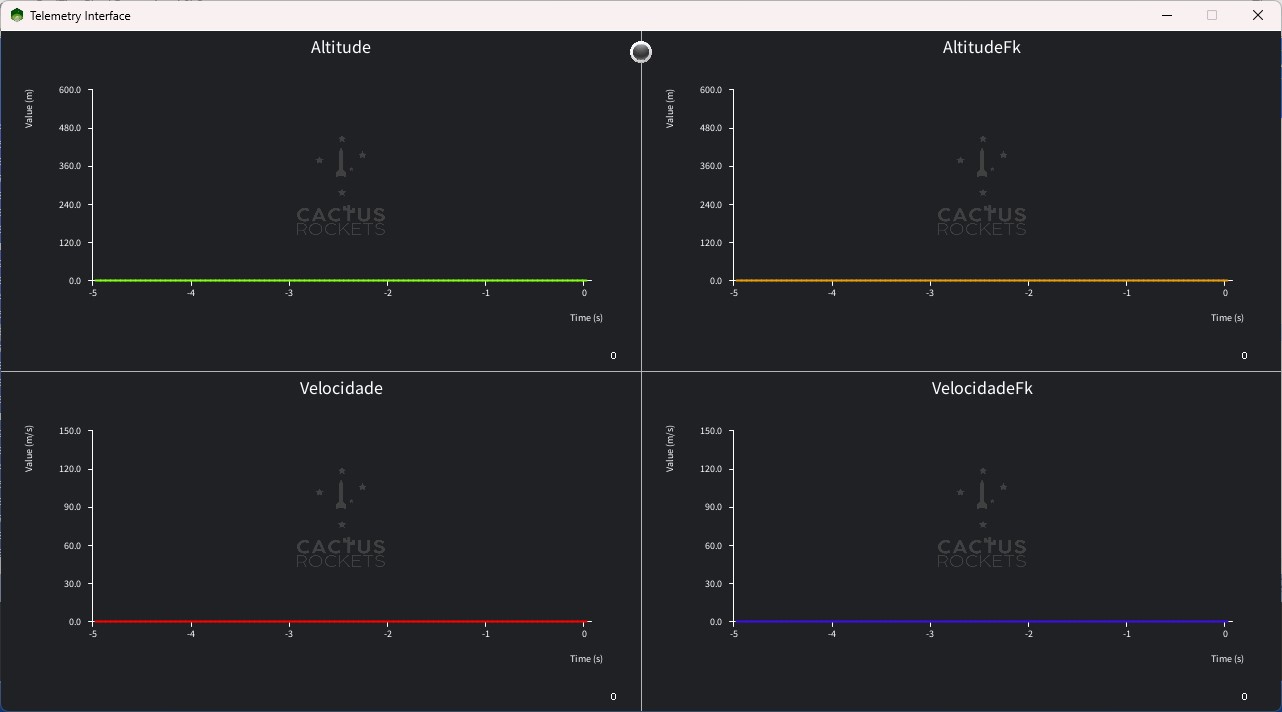 Telemetry Interface
Altitude
Value (m)
600.0
480.0
360.0
240.0
120.0
0.0
CACTUS
ROCKETS
-5 -4 -3 -2 -1 0
Time (s)
0
AltitudeFk
Value (m)
600.0
480.0
360.0
240.0
120.0
0.0
CACTUS
ROCKETS
-5 -4 -3 -2 -1 0
Time (s)
0
Velocidade
Value (m/s)
150.0
120.0
90.0
60.0
30.0
0.0
CACTUS
ROCKETS
-5 -4 -3 -2 -1 0
Time (s)
0
VelocidadeFk
Value (m/s)
150.0
120.0
90.0
60.0
30.0
0.0
CACTUS
ROCKETS
-5 -4 -3 -2 -1 0
Time (s)
0